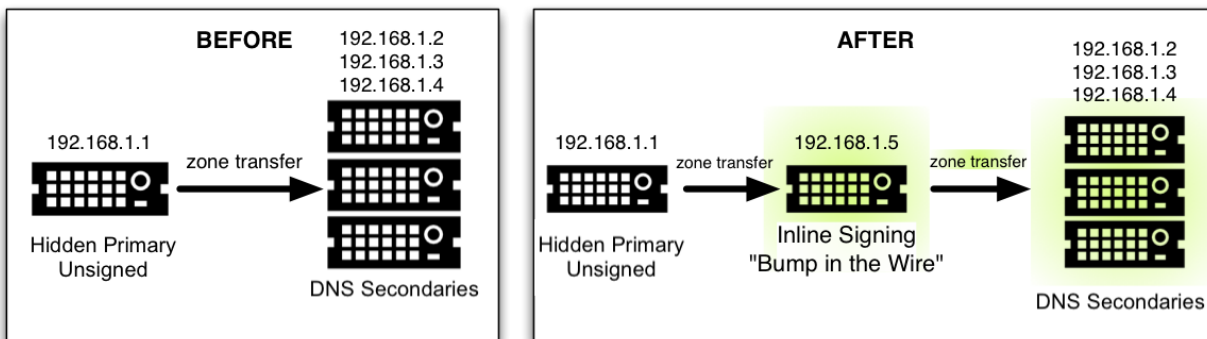 BEFORE
192.168.1.2
192.168.1.3
192.168.1.4
192.168.1.1
zone transfer
Hidden Primary
Unsigned
DNS Secondaries
AFTER
192.168.1.2
192.168.1.3
192.168.1.4
192.168.1.1
zone transfer
192.168.1.5
zone transfer
Hidden Primary
Unsigned
Inline Signing
"Bump in the Wire"
DNS Secondaries